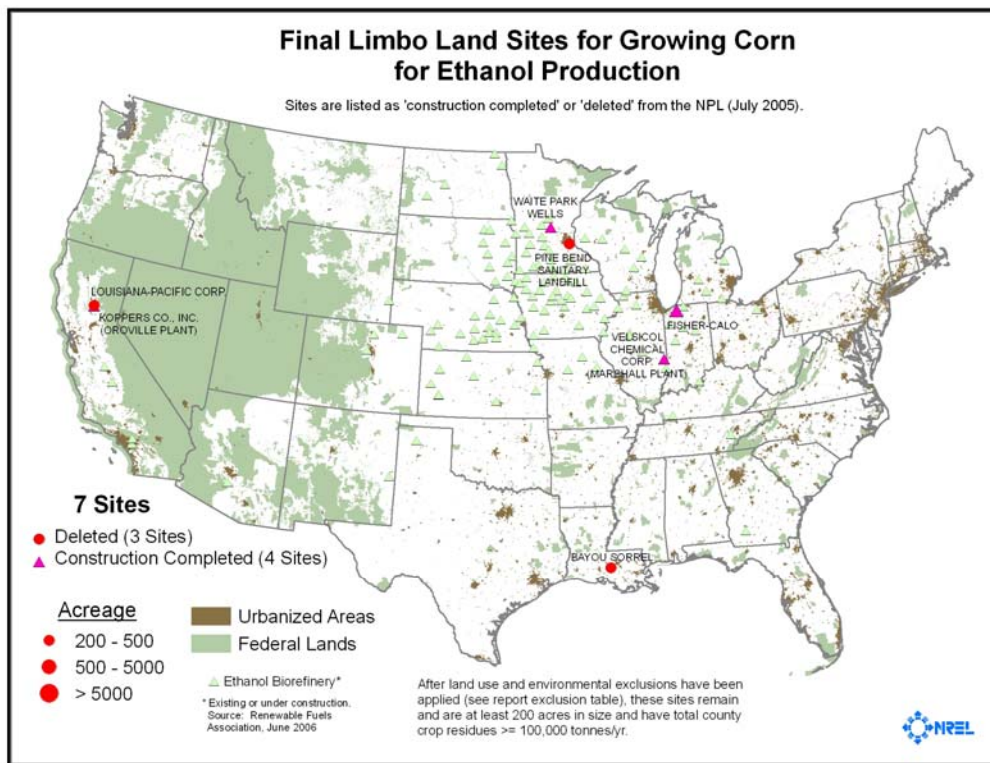 Final Limbo Land Sites for Growing Corn
for Ethanol Production
Sites are listed as 'construction completed' or 'deleted' from the NPL (July 2005).
WAITE PARK
WELLS
PINE BEND
SANITARY
LANDFILL
LOUISIANA-PACIFIC CORP.
KOPPERS CO., INC.
(OROVILLE PLANT)
FISHER-CALO
VELSICOL
CHEMICAL
CORP.
(MARSHALL PLANT)
BAYOU SORREL
7 Sites
Deleted (3 Sites)
Construction Completed (4 Sites)
Acreage
200 - 500
500 - 5000
> 5000
Urbanized Areas
Federal Lands
Ethanol Biorefinery*
* Existing or under construction.
Source: Renewable Fuels
Association, June 2006
After land use and environmental exclusions have been
applied (see report exclusion table), these sites remain
and are at least 200 acres in size and have total county
crop residues >= 100,000 tonnes/yr.
NREL